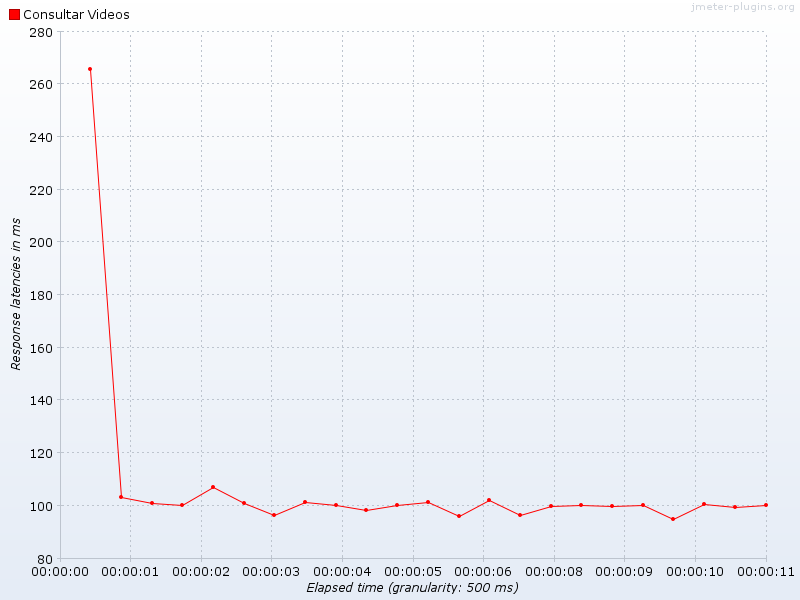 jmeter-plugins.org
Consultar Videos
280
260
240
220
200
180
160
140
120
100
80
Response latencies in ms
00:00:00 00:00:01 00:00:02 00:00:03 00:00:04 00:00:05 00:00:06 00:00:08 00:00:09 00:00:10 00:00:11
Elapsed time (granularity: 500 ms)